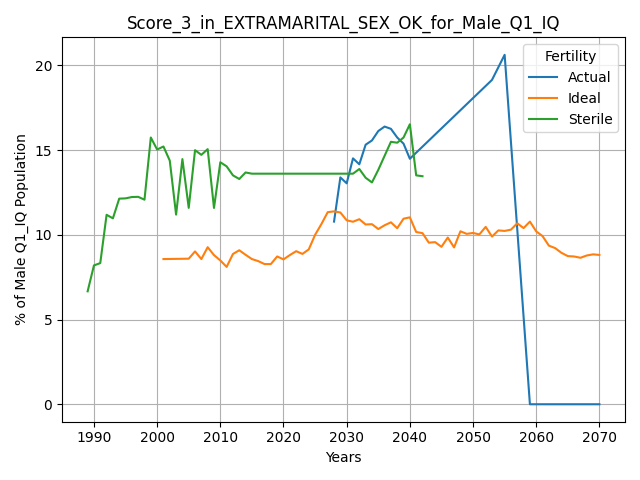 Score_3_in_EXTRAMARITAL_SEX_OK_for_Male_Q1_IQ
Fertility
Actual
Ideal
Sterile
% of Male Q1_IQ Population
20
15
10
5
0
1990 2000 2010 2020 2030 2040 2050 2060 2070
Years